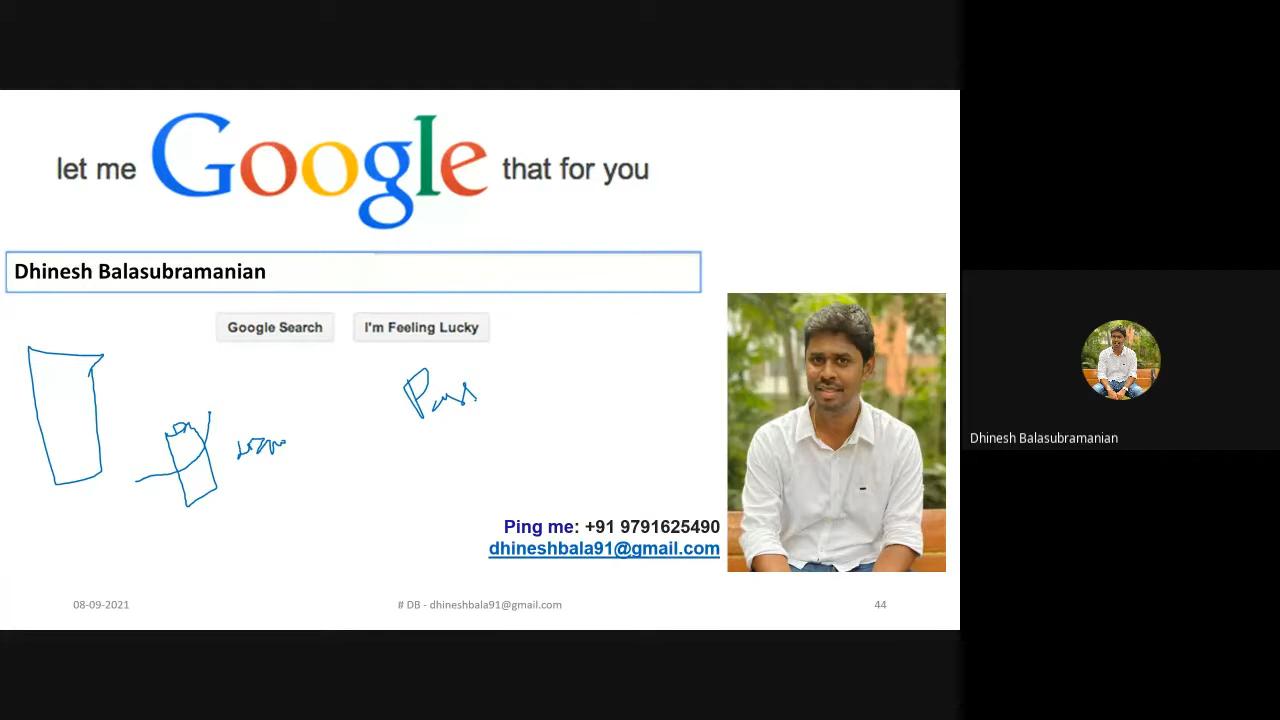 let me Google that for you
Dhinesh Balasubramanian
Google Search I'm Feeling Lucky
Ping me: +91 9791625490
dhineshbala91@gmail.com
08-09-2021 # DB - dhineshbala91@gmail.com 44
Dhinesh Balasubramanian